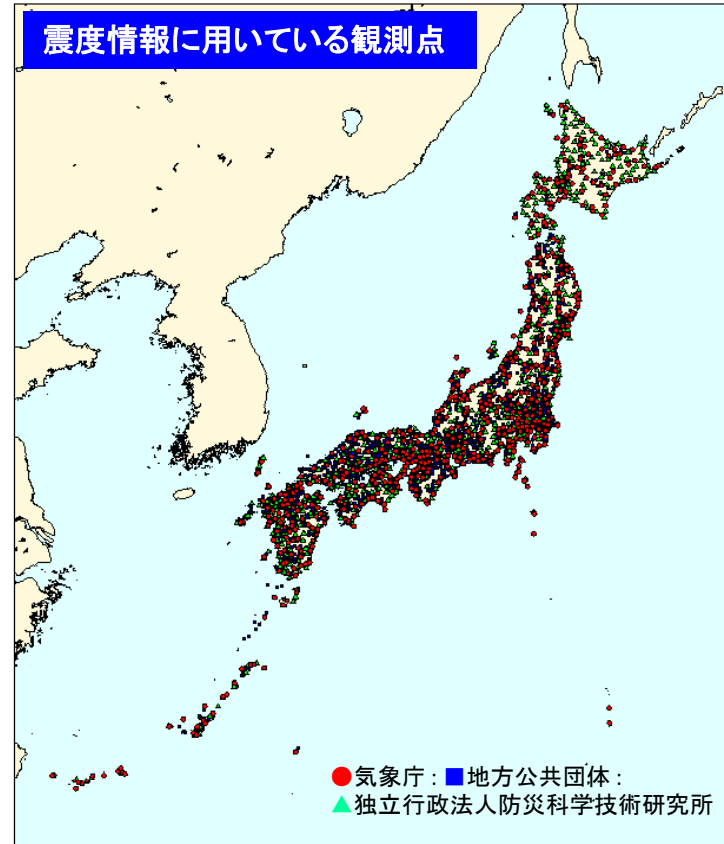 震度情報に用いている観測点
●気象庁：■地方公共団体：
▲独立行政法人防災科学技術研究所